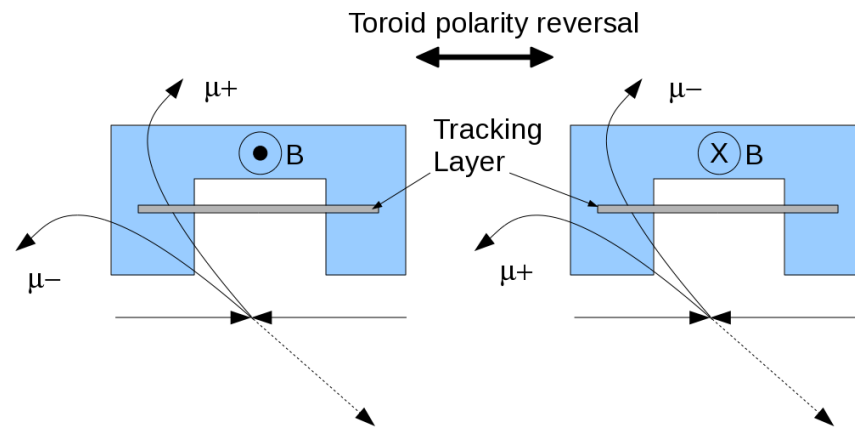 Toroid polarity reversal
μ+
μ−
B
Tracking
Layer
X B
μ−
μ+